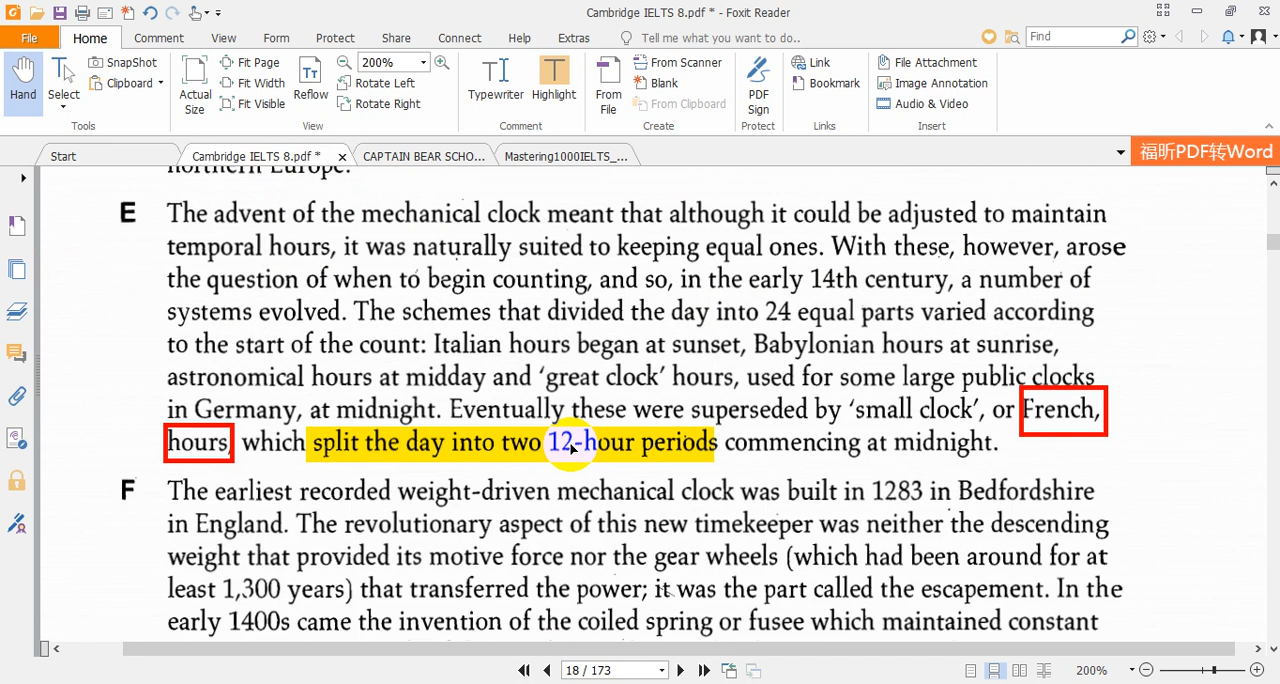 Cambridge IELTS 8.pdf * - Foxit Reader
File Home Comment View Form Protect Share Connect Help Extras Tell me what you want to do.. Find
Hand
Select
SnapShot
Clipboard
Actual Size
Fit Page
Fit Width
Fit Visible
Reflow
200%
Rotate Left
Rotate Right
Typewriter
Highlight
From File
From Scanner
Blank
From Clipboard
PDF Sign
Link
Bookmark
File Attachment
Image Annotation
Audio & Video
Tools View Comment Create Protect Links Insert
Start Cambridge IELTS 8.pdf * CAPTAIN BEAR SCHO... Mastering1000IELTS_... 福昕PDF转Word
northern Europe.
E The advent of the mechanical clock meant that although it could be adjusted to maintain
temporal hours, it was naturally suited to keeping equal ones. With these, however, arose
the question of when to begin counting, and so, in the early 14th century, a number of
systems evolved. The schemes that divided the day into 24 equal parts varied according
to the start of the count: Italian hours began at sunset, Babylonian hours at sunrise,
astronomical hours at midday and ‘great clock’ hours, used for some large public clocks
in Germany, at midnight. Eventually these were superseded by ‘small clock’, or French,
hours, which split the day into two 12-hour periods commencing at midnight.
F The earliest recorded weight-driven mechanical clock was built in 1283 in Bedfordshire
in England. The revolutionary aspect of this new timekeeper was neither the descending
weight that provided its motive force nor the gear wheels (which had been around for at
least 1,300 years) that transferred the power; it was the part called the escapement. In the
early 1400s came the invention of the coiled spring or fusee which maintained constant
18 / 173
200%